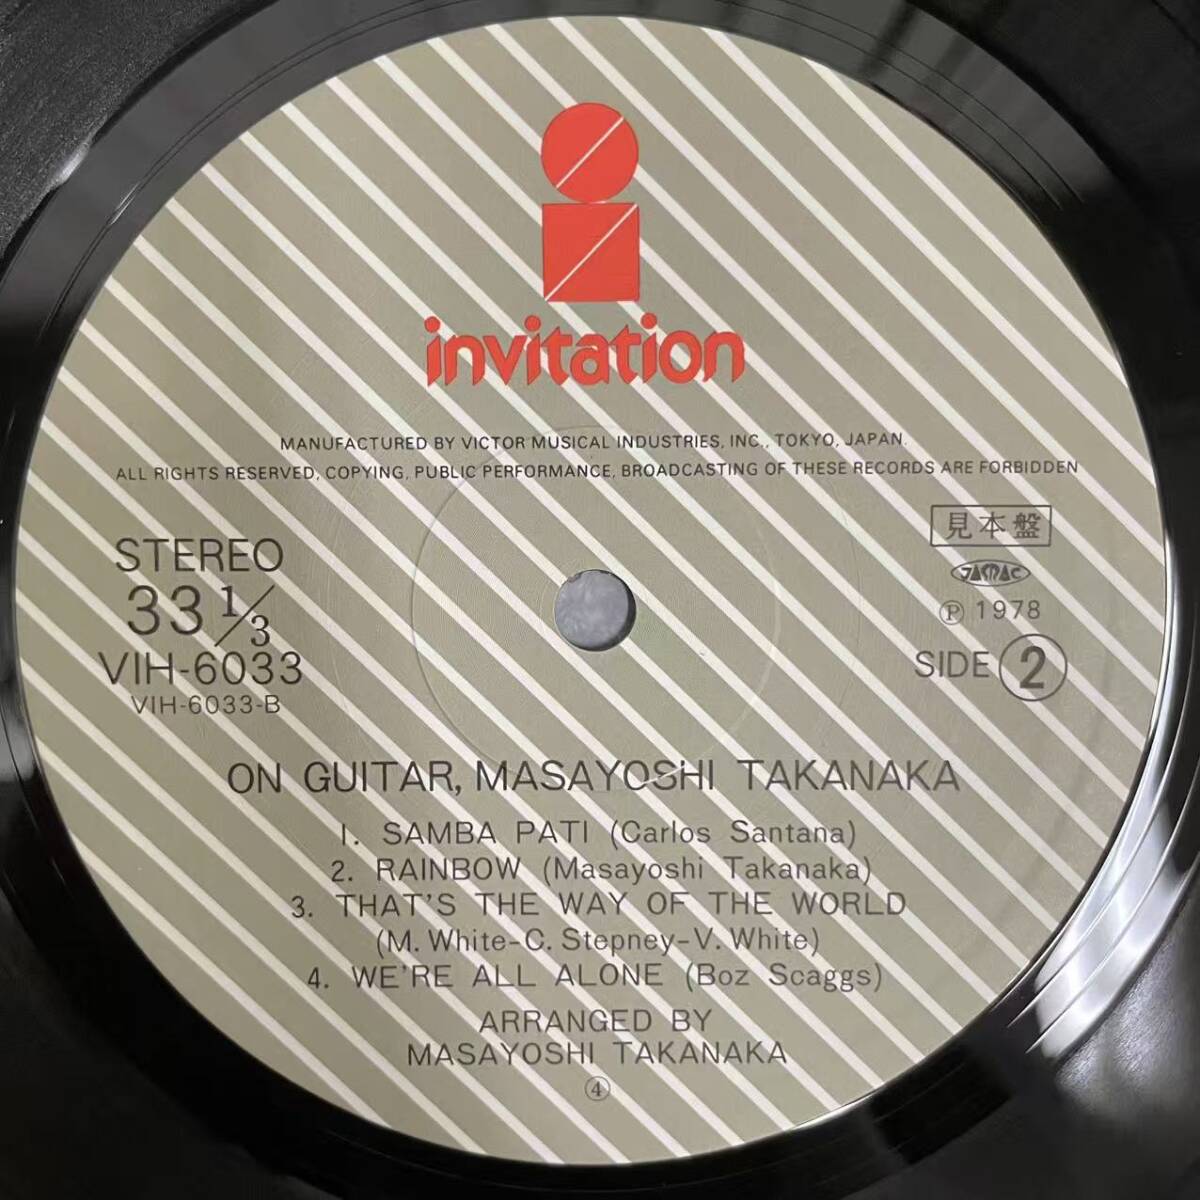 invitation
MANUFACTURED BY VICTOR MUSICAL INDUSTRIES, INC., TOKYO, JAPAN.
ALL RIGHTS RESERVED, COPYING, PUBLIC PERFORMANCE, BROADCASTING OF THESE RECORDS ARE FORBIDDEN
STEREO
33 1/3
VIH-6033
VIH-6033-B
見本盤
JASRAC
Ⓟ 1978
SIDE ②
ON GUITAR, MASAYOSHI TAKANAKA
1. SAMBA PATI (Carlos Santana)
2. RAINBOW (Masayoshi Takanaka)
3. THAT'S THE WAY OF THE WORLD
(M. White-C. Stepney-V. White)
4. WE'RE ALL ALONE (Boz Scaggs)
ARRANGED BY
MASAYOSHI TAKANAKA
④